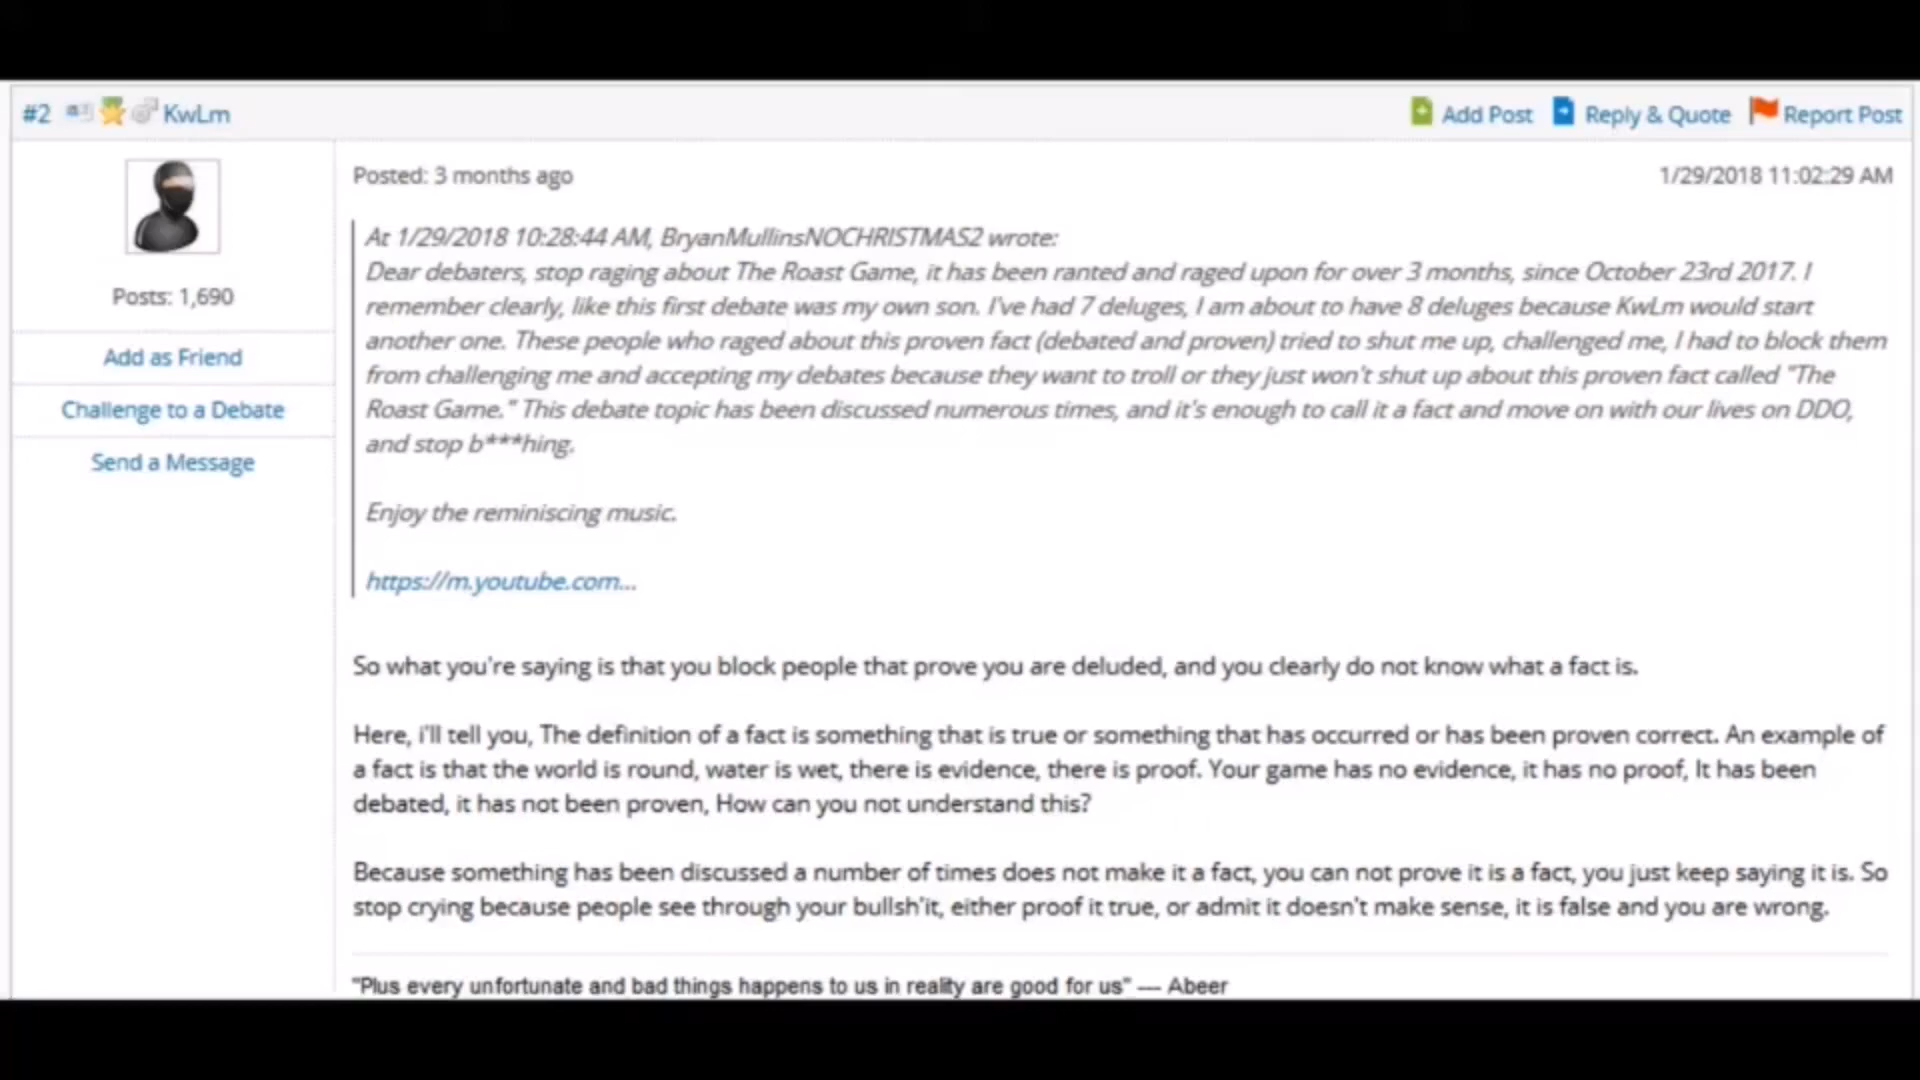 #2 KwLm
Add Post Reply & Quote Report Post
Posted: 3 months ago
1/29/2018 11:02:29 AM
Posts: 1,690
Add as Friend
Challenge to a Debate
Send a Message
At 1/29/2018 10:28:44 AM, BryanMullinsNOCHRISTMAS2 wrote:
Dear debaters, stop raging about The Roast Game, it has been ranted and raged upon for over 3 months, since October 23rd 2017. I
remember clearly, like this first debate was my own son. I've had 7 deluges, I am about to have 8 deluges because KwLm would start
another one. These people who raged about this proven fact (debated and proven) tried to shut me up, challenged me, I had to block them
from challenging me and accepting my debates because they want to troll or they just won't shut up about this proven fact called "The
Roast Game." This debate topic has been discussed numerous times, and it's enough to call it a fact and move on with our lives on DDO,
and stop b***hing.
Enjoy the reminiscing music.
https://m.youtube.com...
So what you're saying is that you block people that prove you are deluded, and you clearly do not know what a fact is.
Here, i'll tell you, The definition of a fact is something that is true or something that has occurred or has been proven correct. An example of
a fact is that the world is round, water is wet, there is evidence, there is proof. Your game has no evidence, it has no proof, It has been
debated, it has not been proven, How can you not understand this?
Because something has been discussed a number of times does not make it a fact, you can not prove it is a fact, you just keep saying it is. So
stop crying because people see through your bullsh'it, either proof it true, or admit it doesn't make sense, it is false and you are wrong.
"Plus every unfortunate and bad things happens to us in reality are good for us" --- Abeer